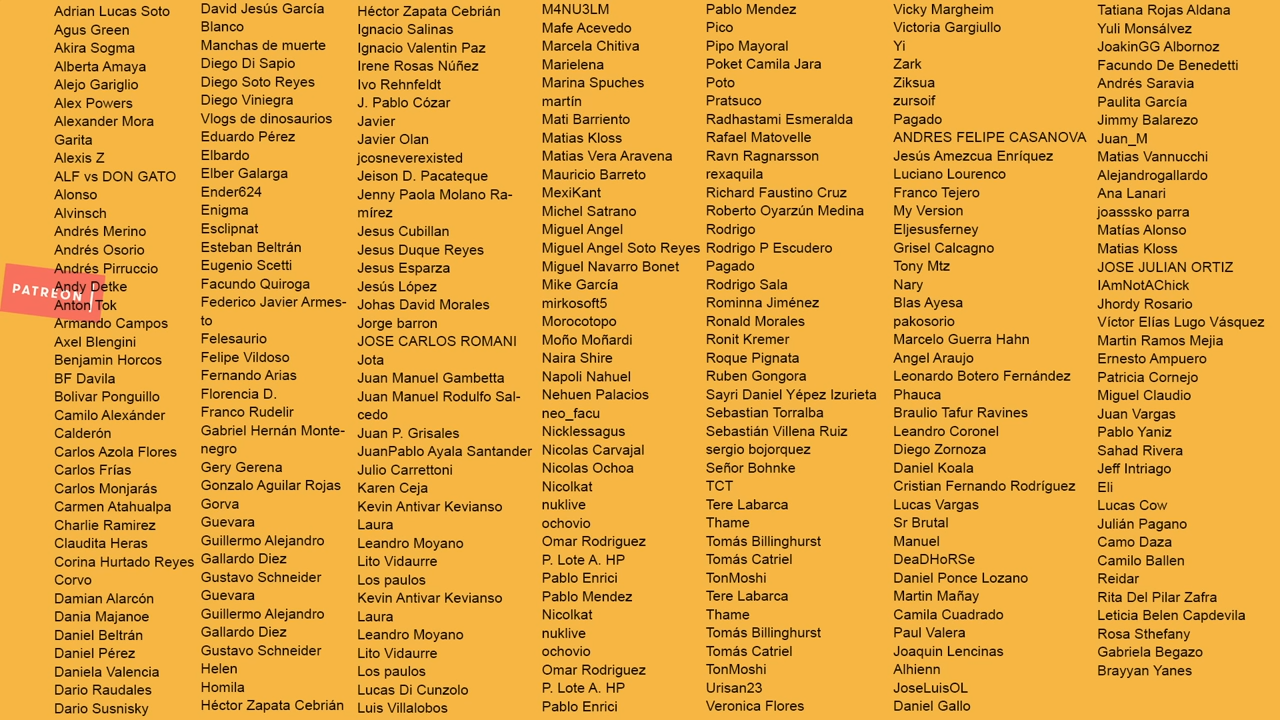 Adrian Lucas Soto
Agus Green
Akira Sogma
Alberta Amaya
Alejo Gariglio
Alex Powers
Alexander Mora
Garita
Alexis Z
ALF vs DON GATO
Alonso
Alvinsch
Andrés Merino
Andrés Osorio
Andrés Pirruccio
Andy Detke
PATREON
Anton Tok
Armando Campos
Axel Blengini
Benjamin Horcos
BF Davila
Bolivar Ponguillo
Camilo Alexánder
Calderón
Carlos Azola Flores
Carlos Frías
Carlos Monjarás
Carmen Atahualpa
Charlie Ramirez
Claudita Heras
Corina Hurtado Reyes
Corvo
Damian Alarcón
Dania Majanoe
Daniel Beltrán
Daniel Pérez
Daniela Valencia
Dario Raudales
Dario Susnisky
David Jesús García
Blanco
Manchas de muerte
Diego Di Sapio
Diego Soto Reyes
Diego Viniegra
Vlogs de dinosaurios
Eduardo Pérez
Elbardo
Elber Galarga
Ender624
Enigma
Esclipnat
Esteban Beltrán
Eugenio Scetti
Facundo Quiroga
Federico Javier Armes-
to
Felesaurio
Felipe Vildoso
Fernando Arias
Florencia D.
Franco Rudelir
Gabriel Hernán Monte-
negro
Gery Gerena
Gonzalo Aguilar Rojas
Gorva
Guevara
Guillermo Alejandro
Gallardo Diez
Gustavo Schneider
Guevara
Guillermo Alejandro
Gallardo Diez
Gustavo Schneider
Helen
Homila
Héctor Zapata Cebrián
Héctor Zapata Cebrián
Ignacio Salinas
Ignacio Valentin Paz
Irene Rosas Núñez
Ivo Rehnfeldt
J. Pablo Cózar
Javier
Javier Olan
jcosneverexisted
Jeison D. Pacateque
Jenny Paola Molano Ra-
mírez
Jesus Cubillan
Jesus Duque Reyes
Jesus Esparza
Jesús López
Johas David Morales
Jorge barron
JOSE CARLOS ROMANI
Jota
Juan Manuel Gambetta
Juan Manuel Rodulfo Sal-
cedo
Juan P. Grisales
JuanPablo Ayala Santander
Julio Carrettoni
Karen Ceja
Kevin Antivar Kevianso
Laura
Leandro Moyano
Lito Vidaurre
Los paulos
Kevin Antivar Kevianso
Laura
Leandro Moyano
Lito Vidaurre
Los paulos
Lucas Di Cunzolo
Luis Villalobos
M4NU3LM
Mafe Acevedo
Marcela Chitiva
Marielena
Marina Spuches
martín
Mati Barriento
Matias Kloss
Matias Vera Aravena
Mauricio Barreto
MexiKant
Michel Satrano
Miguel Angel
Miguel Angel Soto Reyes
Miguel Navarro Bonet
Mike García
mirkosoft5
Morocotopo
Moño Moñardi
Naira Shire
Napoli Nahuel
Nehuen Palacios
neo_facu
Nicklessagus
Nicolas Carvajal
Nicolas Ochoa
Nicolkat
nuklive
ochovio
Omar Rodriguez
P. Lote A. HP
Pablo Enrici
Pablo Mendez
Nicolkat
nuklive
ochovio
Omar Rodriguez
P. Lote A. HP
Pablo Enrici
Pablo Mendez
Pico
Pipo Mayoral
Poket Camila Jara
Poto
Pratsuco
Radhastami Esmeralda
Rafael Matovelle
Ravn Ragnarsson
rexaquila
Richard Faustino Cruz
Roberto Oyarzún Medina
Rodrigo
Rodrigo P Escudero
Pagado
Rodrigo Sala
Rominna Jiménez
Ronald Morales
Ronit Kremer
Roque Pignata
Ruben Gongora
Sayri Daniel Yépez Izurieta
Sebastian Torralba
Sebastián Villena Ruiz
sergio bojorquez
Señor Bohnke
TCT
Tere Labarca
Thame
Tomás Billinghurst
Tomás Catriel
TonMoshi
Tere Labarca
Thame
Tomás Billinghurst
Tomás Catriel
TonMoshi
Urisan23
Veronica Flores
Vicky Margheim
Victoria Gargiullo
Yi
Zark
Ziksua
zursoif
Pagado
ANDRES FELIPE CASANOVA
Jesús Amezcua Enríquez
Luciano Lourenco
Franco Tejero
My Version
Eljesusferney
Grisel Calcagno
Tony Mtz
Nary
Blas Ayesa
pakosorio
Marcelo Guerra Hahn
Angel Araujo
Leonardo Botero Fernández
Phauca
Braulio Tafur Ravines
Leandro Coronel
Diego Zornoza
Daniel Koala
Cristian Fernando Rodríguez
Lucas Vargas
Sr Brutal
Manuel
DeaDHoRSe
Daniel Ponce Lozano
Martin Mañay
Camila Cuadrado
Paul Valera
Joaquin Lencinas
Alhienn
JoseLuisOL
Daniel Gallo
Tatiana Rojas Aldana
Yuli Monsálvez
JoakinGG Albornoz
Facundo De Benedetti
Andrés Saravia
Paulita García
Jimmy Balarezo
Juan_M
Matias Vannucchi
Alejandrogallardo
Ana Lanari
joasssko parra
Matías Alonso
Matias Kloss
JOSE JULIAN ORTIZ
IAmNotAChick
Jhordy Rosario
Víctor Elías Lugo Vásquez
Martin Ramos Mejia
Ernesto Ampuero
Patricia Cornejo
Miguel Claudio
Juan Vargas
Pablo Yaniz
Sahad Rivera
Jeff Intriago
Eli
Lucas Cow
Julián Pagano
Camo Daza
Camilo Ballen
Reidar
Rita Del Pilar Zafra
Leticia Belen Capdevila
Rosa Sthefany
Gabriela Begazo
Brayyan Yanes